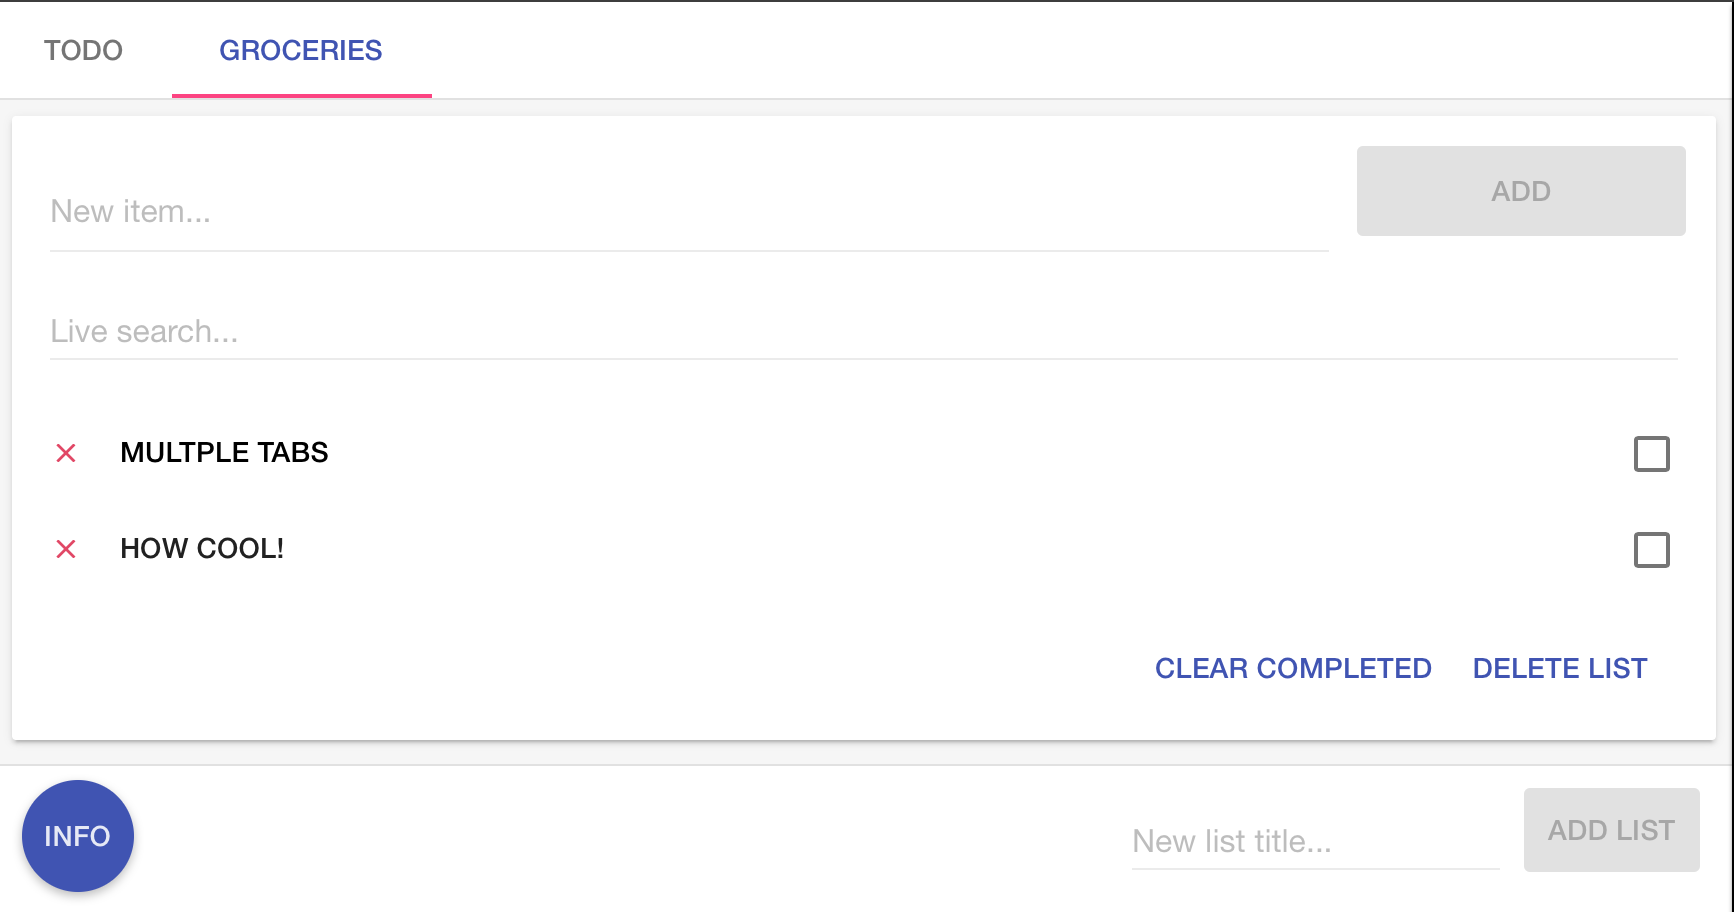 TODO GROCERIES
New item... ADD
Live search...
MULTPLE TABS
HOW COOL!
CLEAR COMPLETED DELETE LIST
INFO New list title... ADD LIST